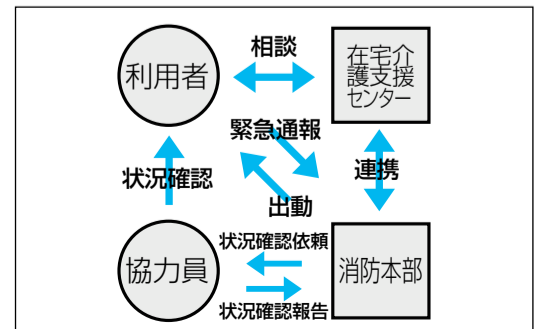 利用者
相談
在宅介
護支援
センター
緊急通報
状況確認
連携
出動
協力員
状況確認依頼
消防本部
状況確認報告